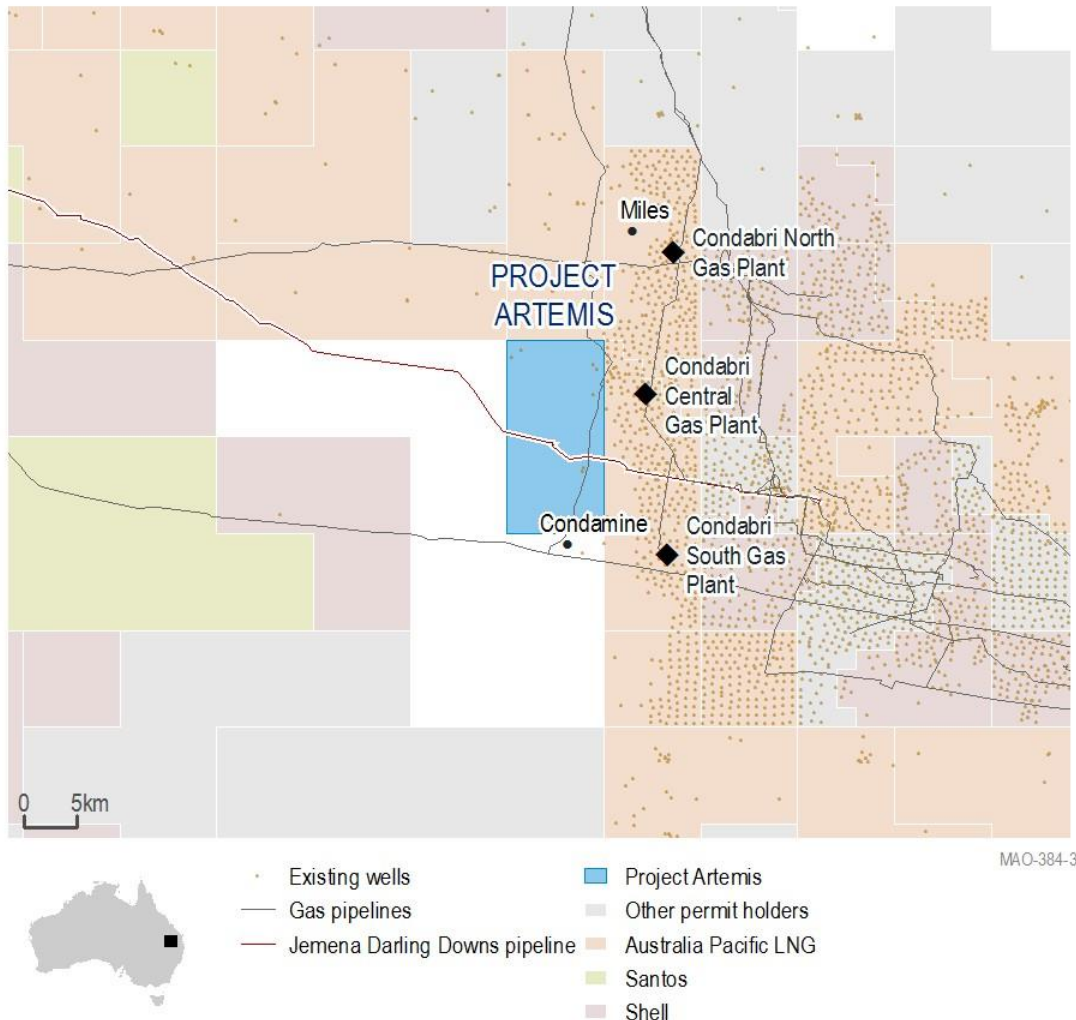 Miles
Condabri North
Gas Plant
PROJECT
ARTEMIS
Condabri
Central
Gas Plant
Condamine
Condabri
South Gas
Plant
0 5km
MAO-384-3
Existing wells
Gas pipelines
Jemena Darling Downs pipeline
Project Artemis
Other permit holders
Australia Pacific LNG
Santos
Shell